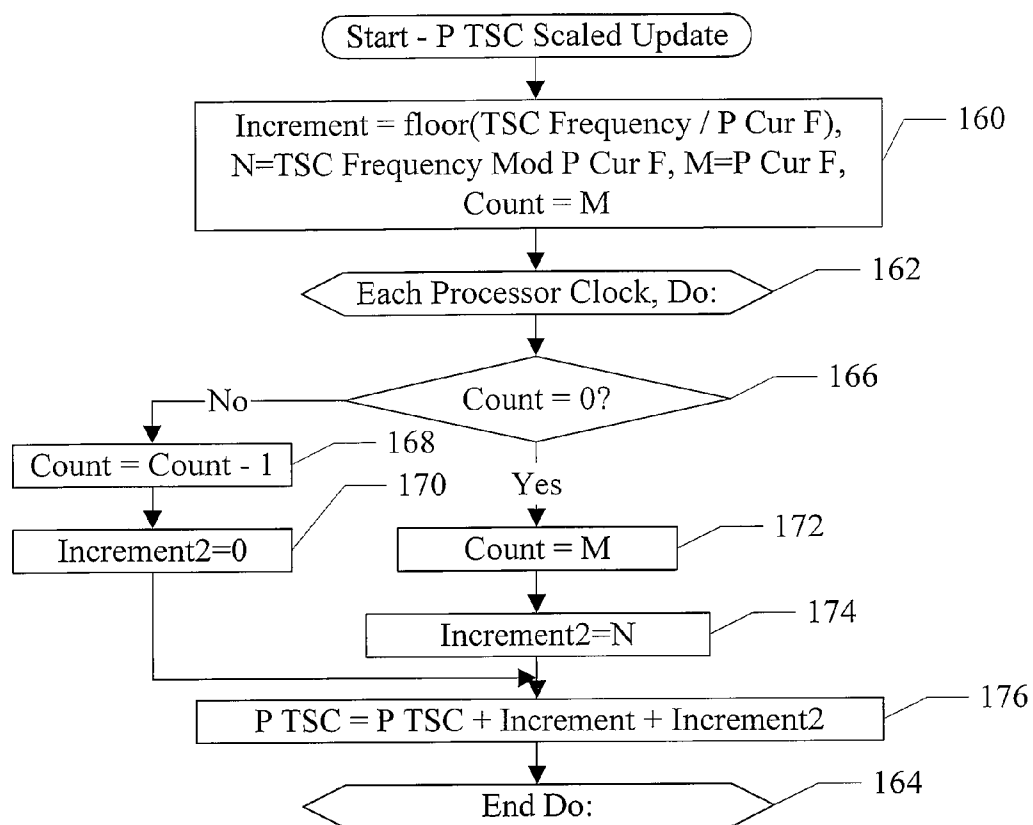 Start - P TSC Scaled Update
Increment = floor(TSC Frequency / P Cur F),
N=TSC Frequency Mod P Cur F, M=P Cur F,
Count = M
160
Each Processor Clock, Do:
162
Count = 0?
166
No
Count = Count - 1
168
Increment2=0
170
Yes
Count = M
172
Increment2=N
174
P TSC = P TSC + Increment + Increment2
176
End Do:
164